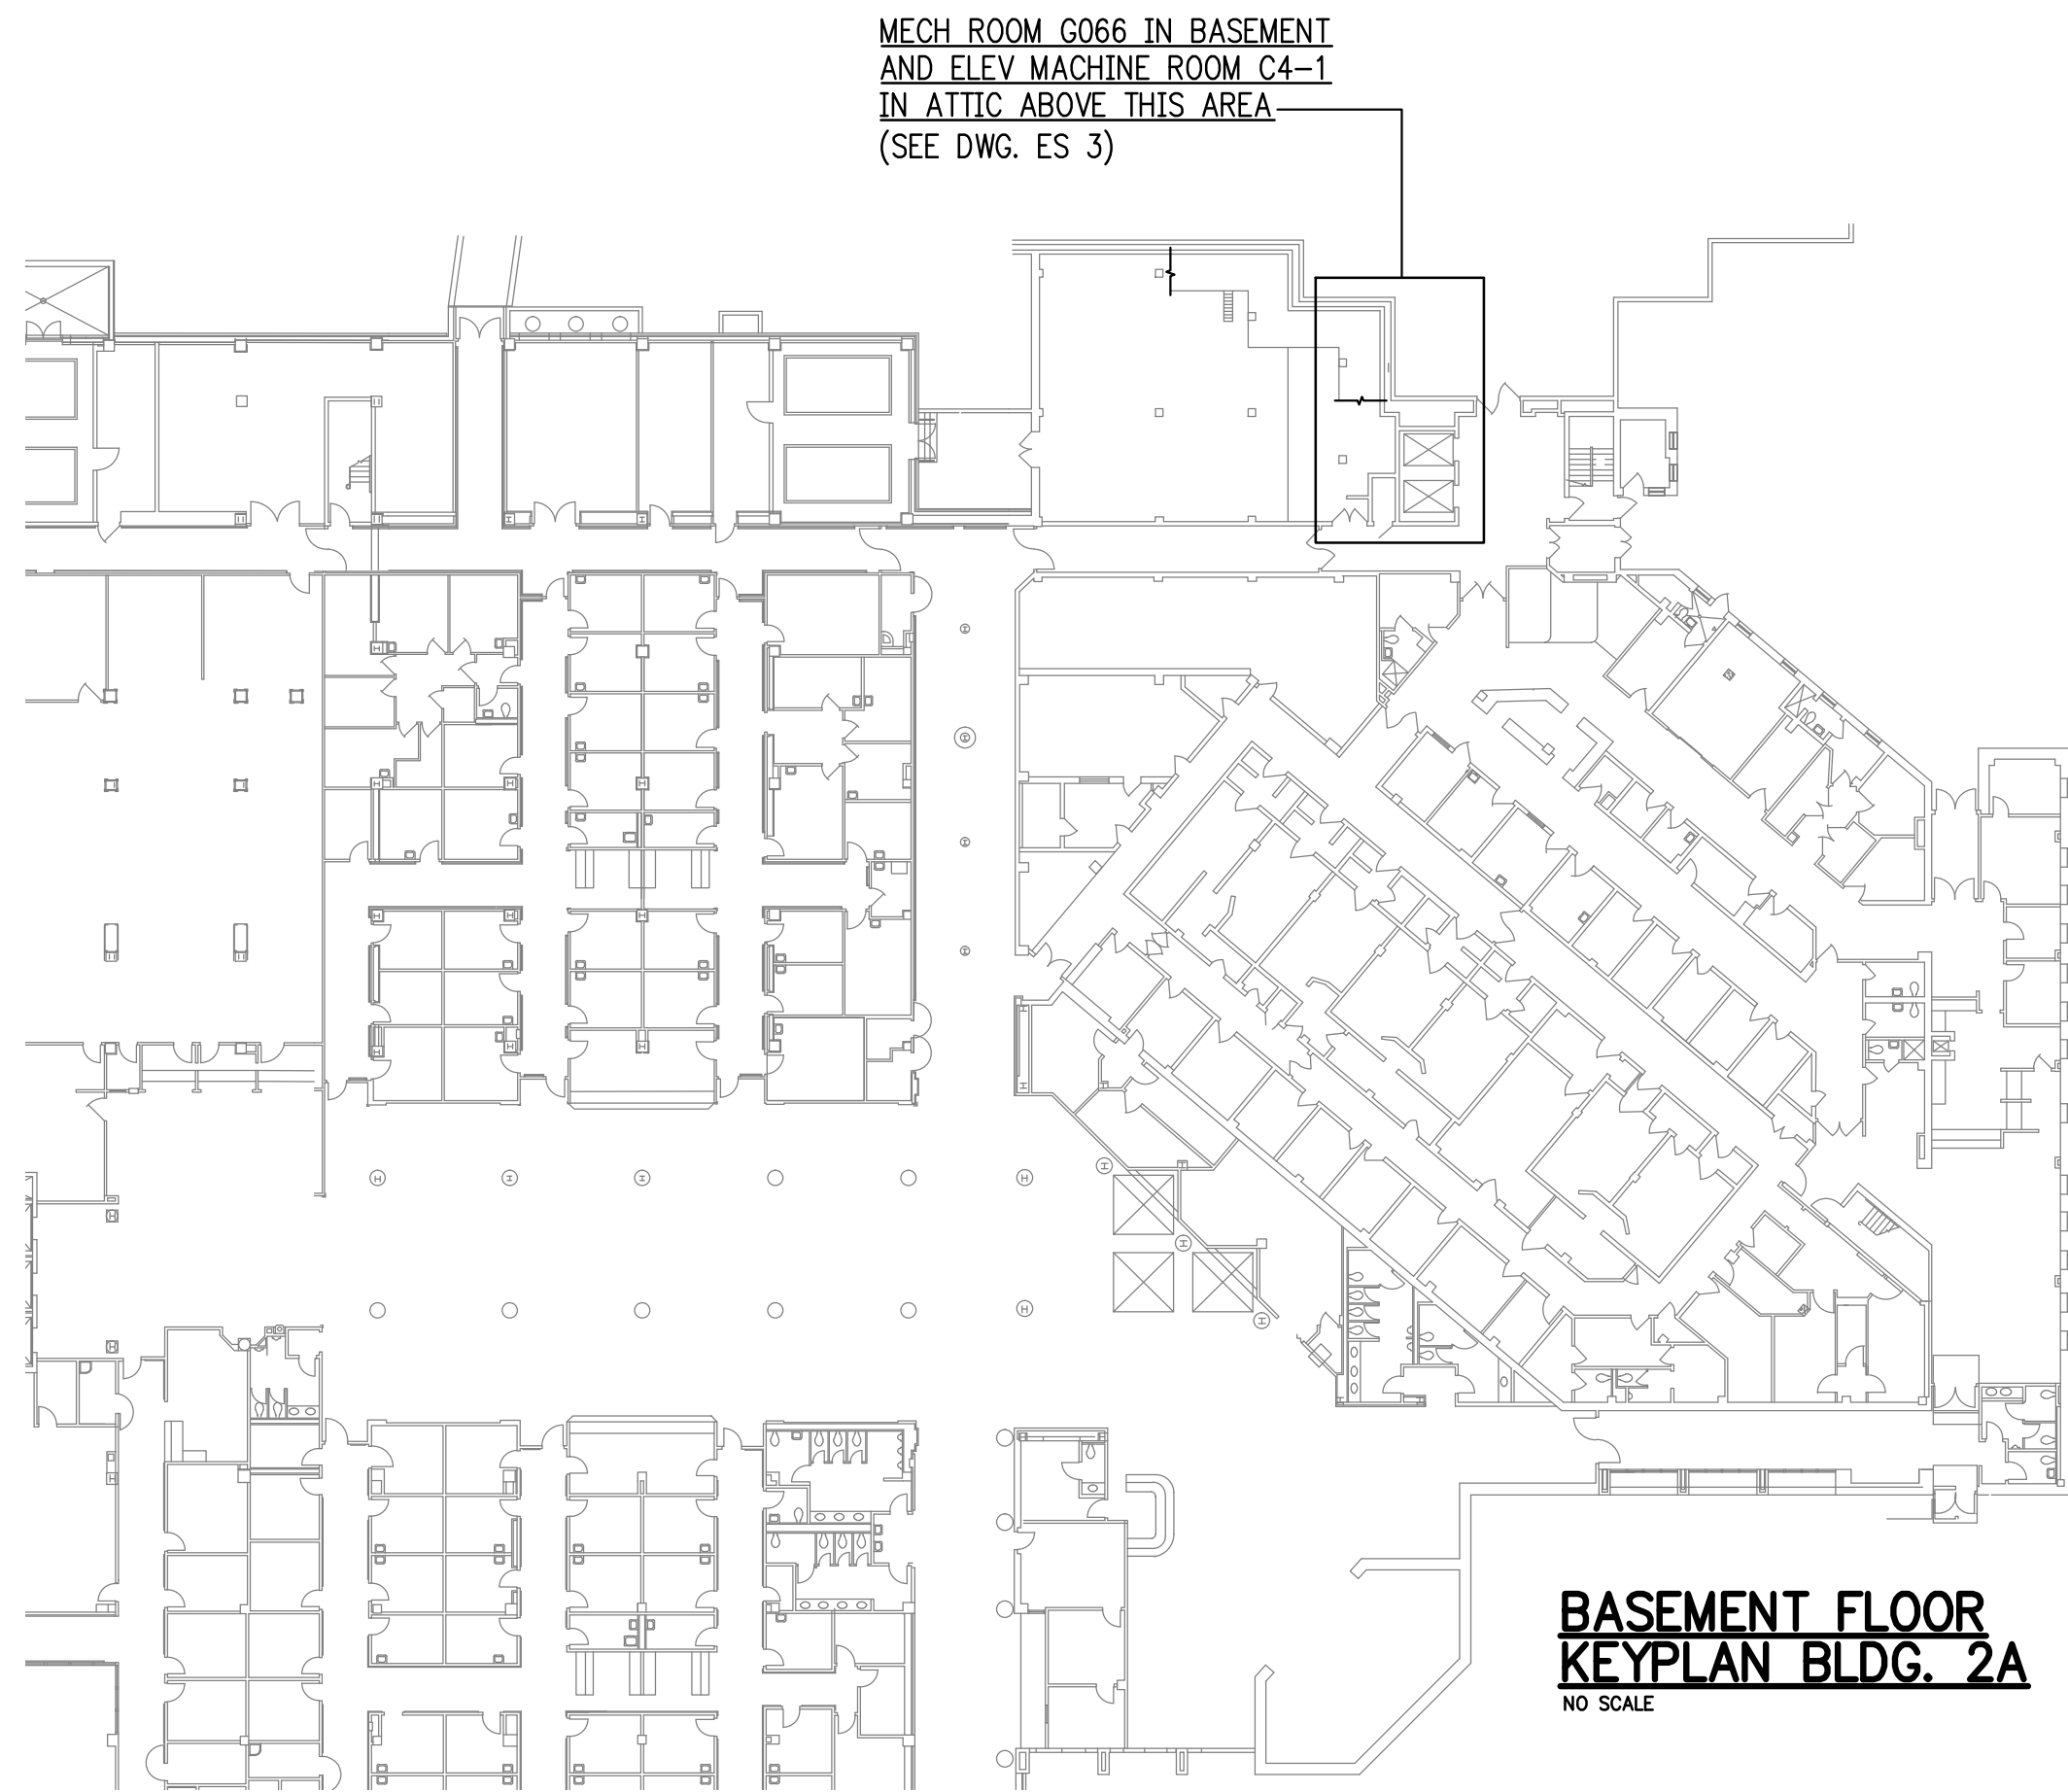 MECH ROOM G066 IN BASEMENT
AND ELEV MACHINE ROOM C4-1
IN ATTIC ABOVE THIS AREA
(SEE DWG. ES 3)
BASEMENT FLOOR
KEYPLAN BLDG. 2A
NO SCALE